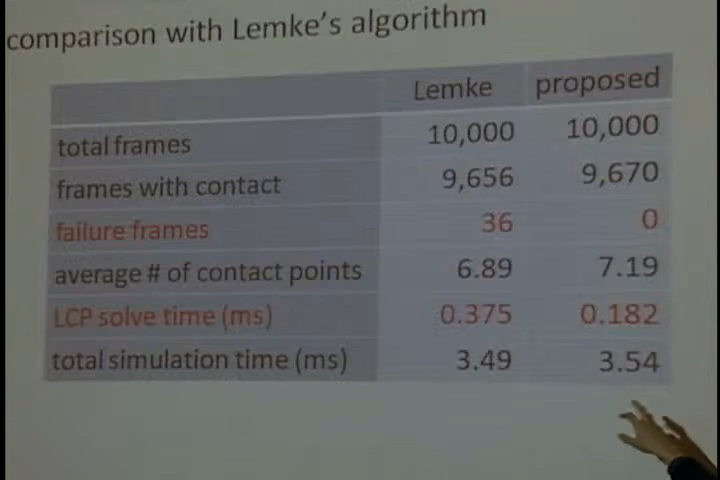 comparison with Lemke's algorithm
Lemke proposed
total frames 10,000 10,000
frames with contact 9,656 9,670
failure frames 36 0
average # of contact points 6.89 7.19
LCP solve time (ms) 0.375 0.182
total simulation time (ms) 3.49 3.54